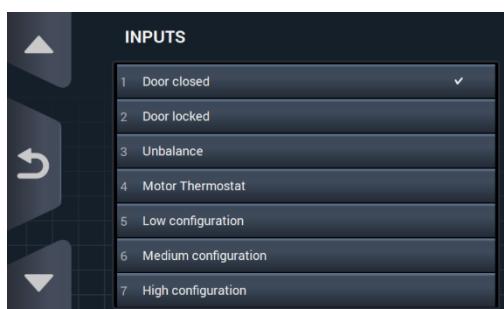 INPUTS
1 Door closed
2 Door locked
3 Unbalance
4 Motor Thermostat
5 Low configuration
6 Medium configuration
7 High configuration